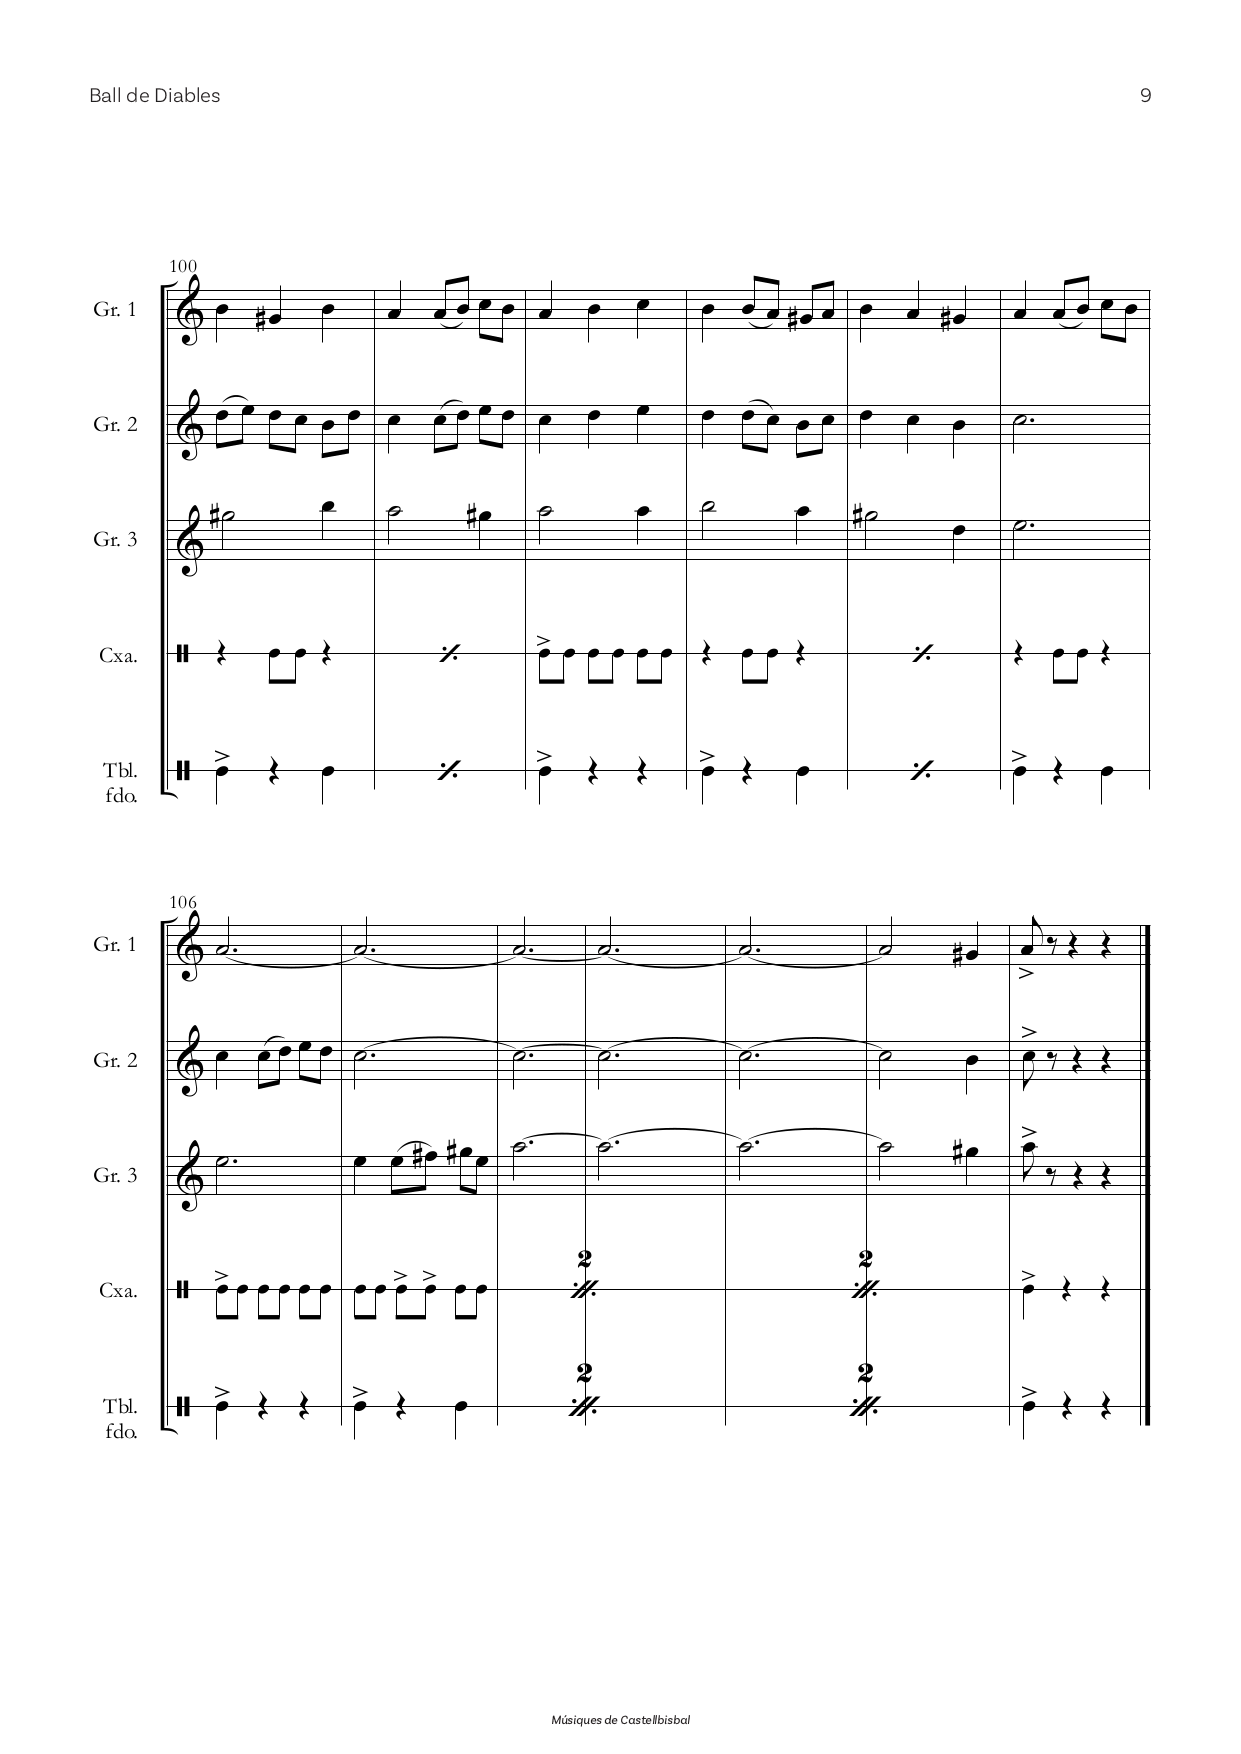 Ball de Diables 9
100
Gr. 1
Gr. 2
Gr. 3
Cxa.
Tbl.
fdo.
106
Gr. 1
Gr. 2
Gr. 3
2 2
Cxa.
2 2
Tbl.
fdo.
Músiques de Castellbisbal